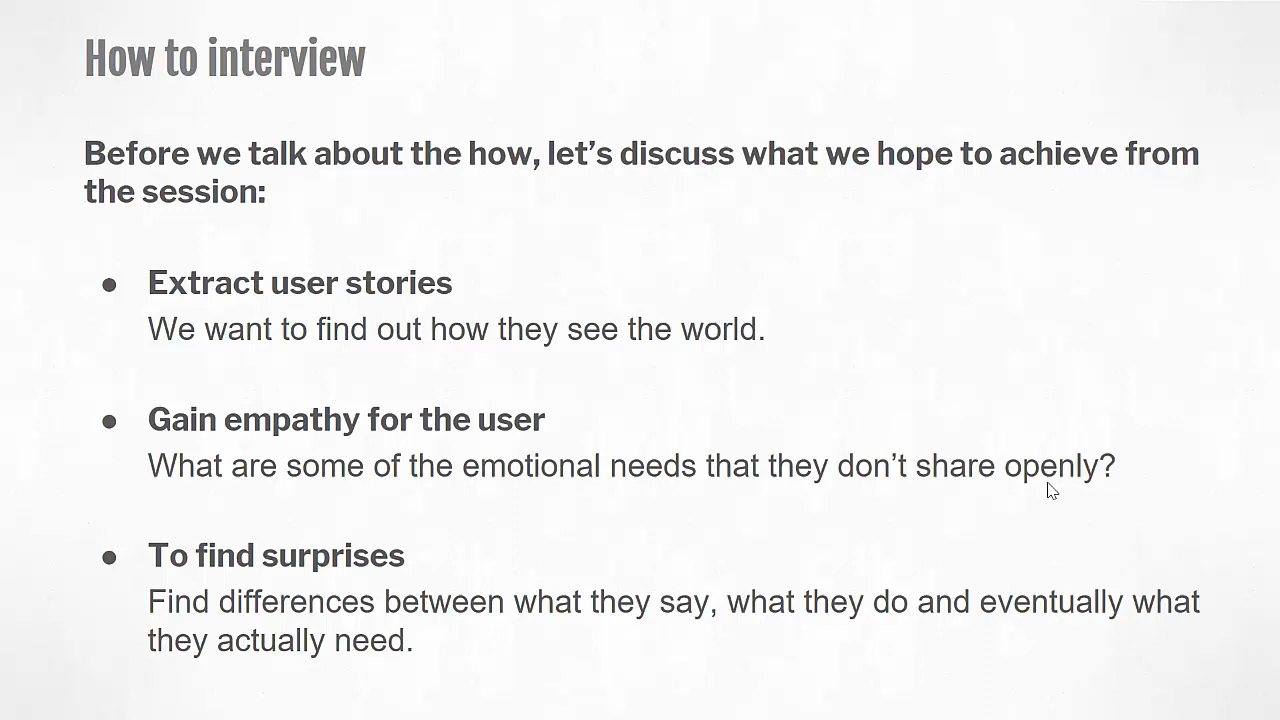 How to interview
Before we talk about the how, let’s discuss what we hope to achieve from
the session:
● Extract user stories
We want to find out how they see the world.
● Gain empathy for the user
What are some of the emotional needs that they don’t share openly?
● To find surprises
Find differences between what they say, what they do and eventually what
they actually need.